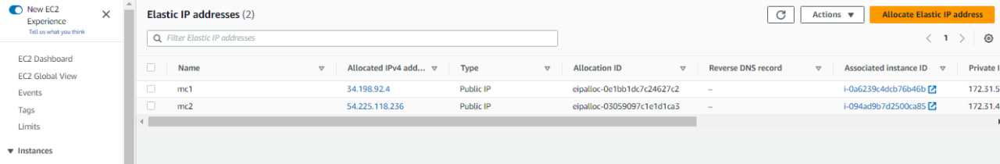 New EC2
Experience
Tell us what you think
EC2 Dashboard
EC2 Global View
Events
Tags
Limits
Instances
Elastic IP addresses (2)
Actions
Allocate Elastic IP address
Filter Elastic IP addresses
1
Name Allocated IPv4 add... Type Allocation ID Reverse DNS record Associated instance ID Private I
mc1 34.198.92.4 Public IP eipalloc-0e1bb1dc7c24627c2 – i-0a6239c4dcb76b46b 172.31.5
mc2 54.225.118.236 Public IP eipalloc-03059097c1e1d1ca3 – i-094ad9b7d2500ca85 172.31.4